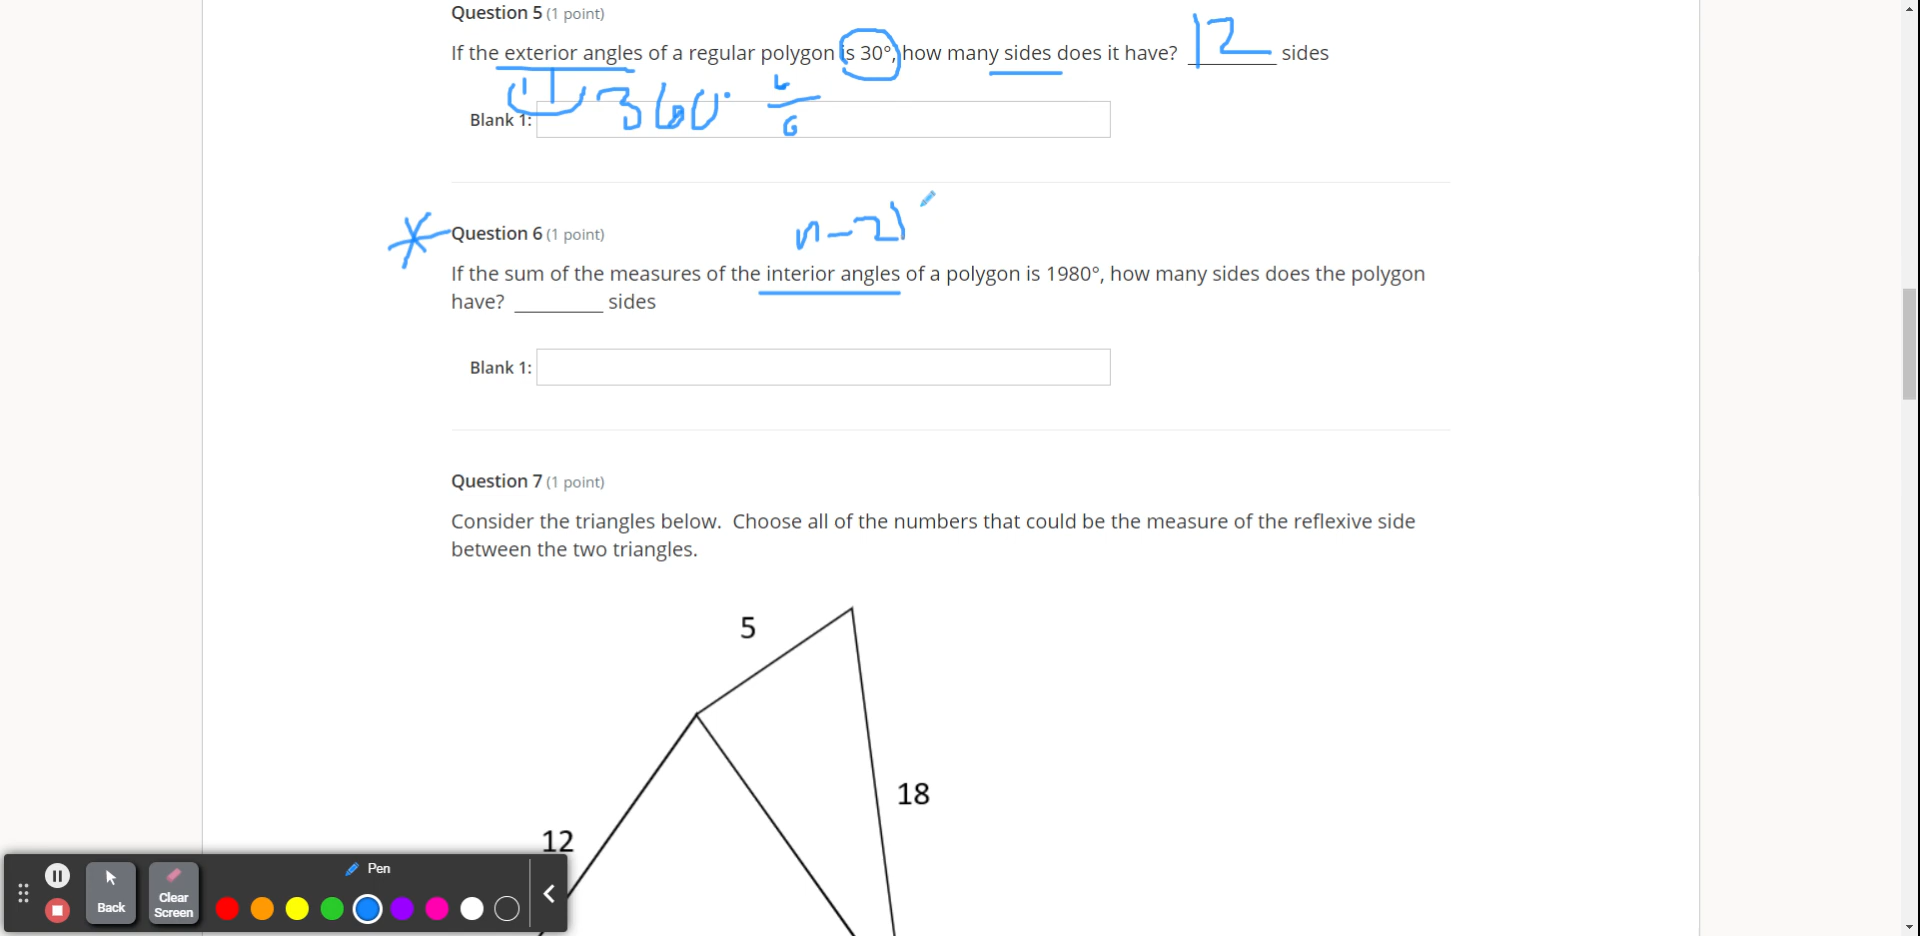 Question 5 (1 point)
If the exterior angles of a regular polygon is 30°, how many sides does it have? 12 sides
360°
6
Blank 1:
Question 6 (1 point)
n-2)
If the sum of the measures of the interior angles of a polygon is 1980°, how many sides does the polygon
have? ________ sides
Blank 1:
Question 7 (1 point)
Consider the triangles below. Choose all of the numbers that could be the measure of the reflexive side
between the two triangles.
5
18
12
Pen
Back
Clear
Screen